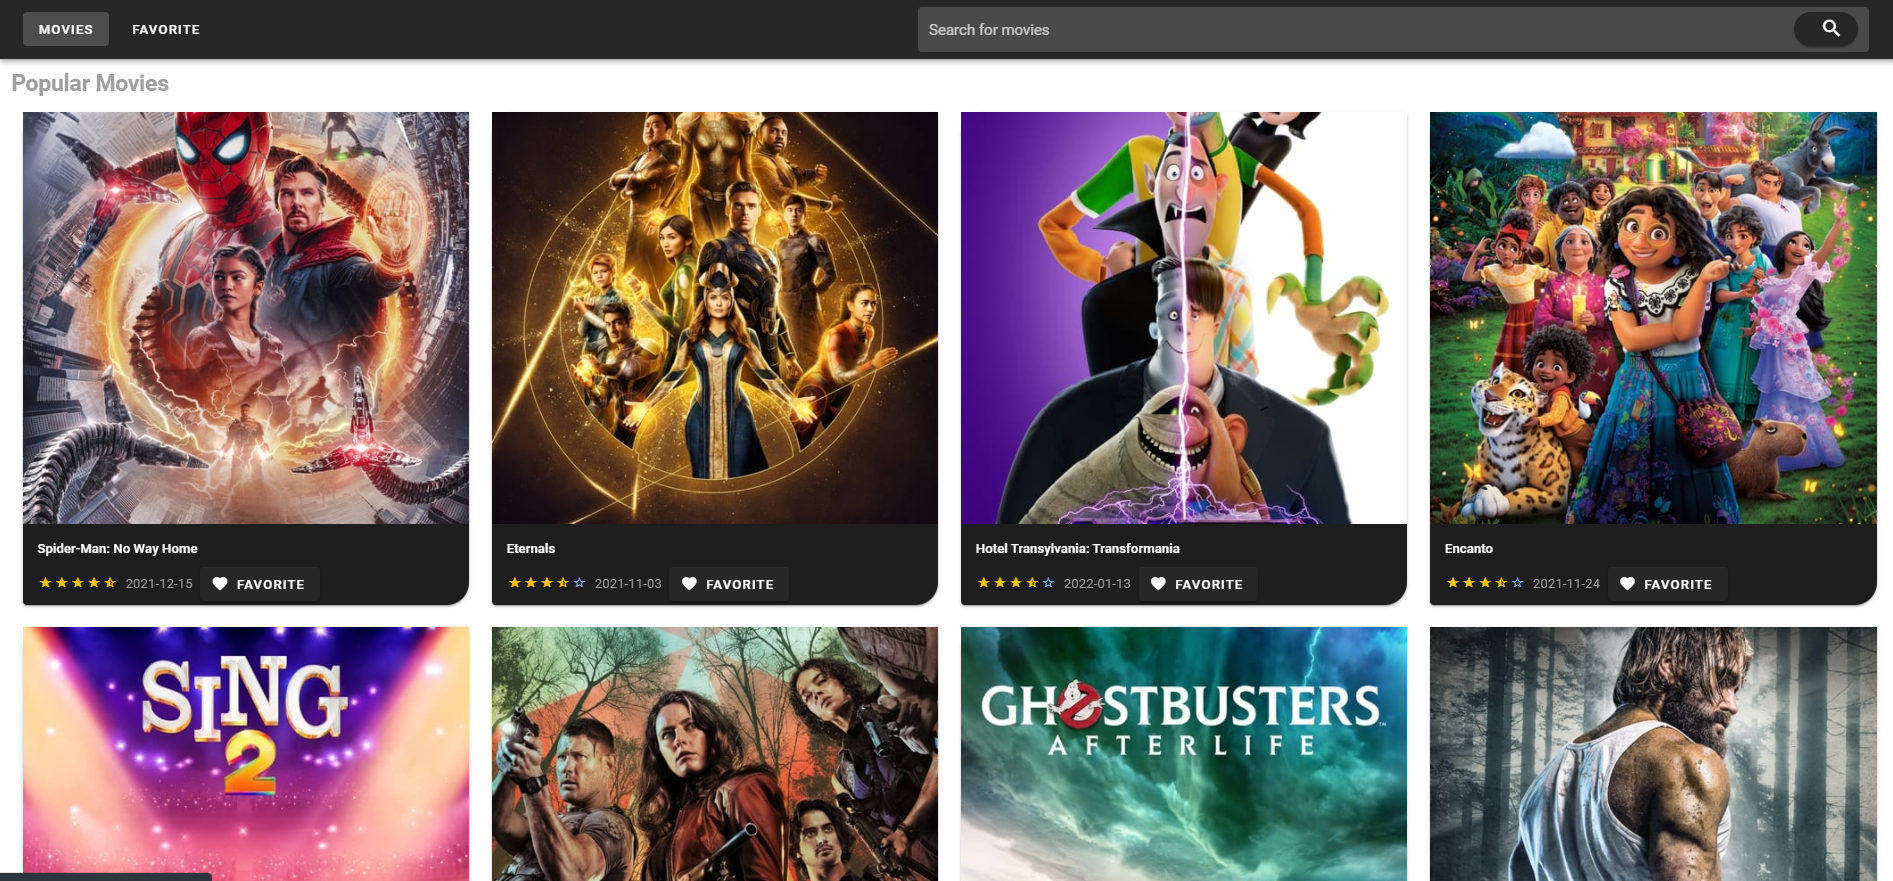 MOVIES
FAVORITE
Search for movies
Popular Movies
Spider-Man: No Way Home
2021-12-15
FAVORITE
Eternals
2021-11-03
FAVORITE
Hotel Transylvania: Transformania
2022-01-13
FAVORITE
Encanto
2021-11-24
FAVORITE
SING
2
GHOSTBUSTERS
AFTERLIFE